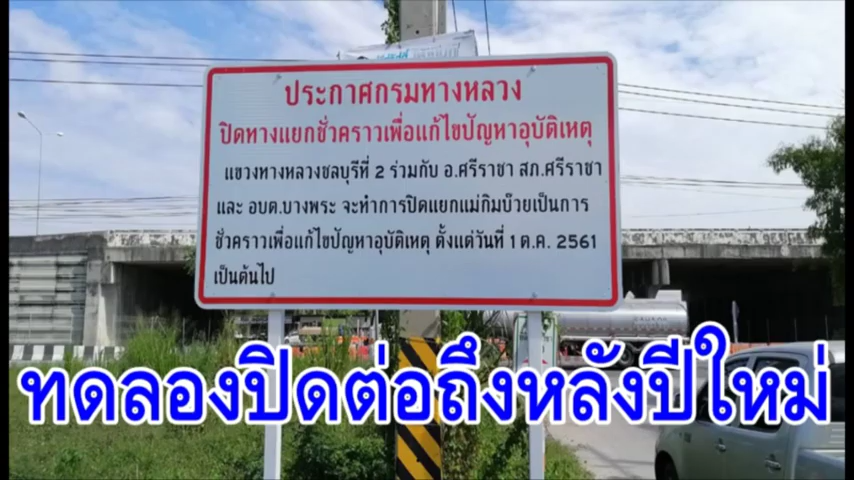 ประกาศกรมทางหลวง
ปิดทางแยกชั่วคราวเพื่อแก้ไขปัญหาอุบัติเหตุ
แขวงทางหลวงชลบุรีที่ 2 ร่วมกับ อ.ศรีราชา สภ.ศรีราชา
และ อบต.บางพระ จะทำการปิดแยกแม่กิมบ๊วยเป็นการ
ชั่วคราวเพื่อแก้ไขปัญหาอุบัติเหตุ ตั้งแต่วันที่ 1 ต.ค. 2561
เป็นต้นไป
ทดลองปิดต่อถึงหลังปีใหม่